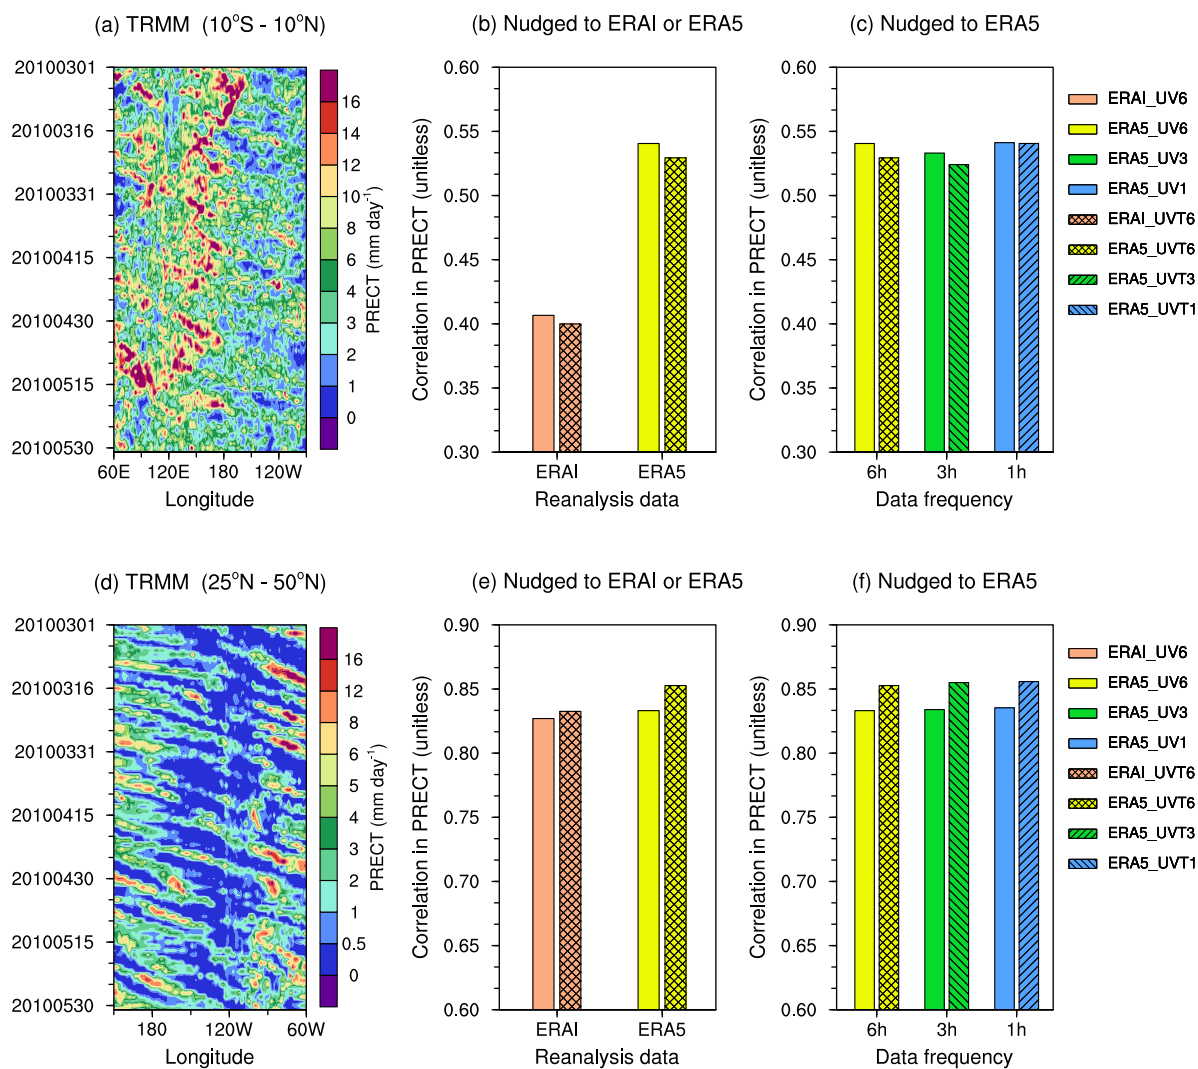 (a) TRMM (10°S - 10°N)
20100301
20100316
20100331
20100415
20100430
20100515
20100530
60E 120E 180 120W
Longitude
16
14
12
10
8
6
4
3
2
1
0
PRECT (mm day⁻¹)
(b) Nudged to ERAI or ERA5
0.60
0.55
0.50
0.45
0.40
0.35
0.30
Correlation in PRECT (unitless)
ERAI ERA5
Reanalysis data
(c) Nudged to ERA5
0.60
0.55
0.50
0.45
0.40
0.35
0.30
Correlation in PRECT (unitless)
6h 3h 1h
Data frequency
ERAI_UV6
ERA5_UV6
ERA5_UV3
ERA5_UV1
ERAI_UVT6
ERA5_UVT6
ERA5_UVT3
ERA5_UVT1
(d) TRMM (25°N - 50°N)
20100301
20100316
20100331
20100415
20100430
20100515
20100530
180 120W 60W
Longitude
16
12
8
6
5
4
3
2
1
0.5
0
PRECT (mm day⁻¹)
(e) Nudged to ERAI or ERA5
0.90
0.85
0.80
0.75
0.70
0.65
0.60
Correlation in PRECT (unitless)
ERAI ERA5
Reanalysis data
(f) Nudged to ERA5
0.90
0.85
0.80
0.75
0.70
0.65
0.60
Correlation in PRECT (unitless)
6h 3h 1h
Data frequency
ERAI_UV6
ERA5_UV6
ERA5_UV3
ERA5_UV1
ERAI_UVT6
ERA5_UVT6
ERA5_UVT3
ERA5_UVT1